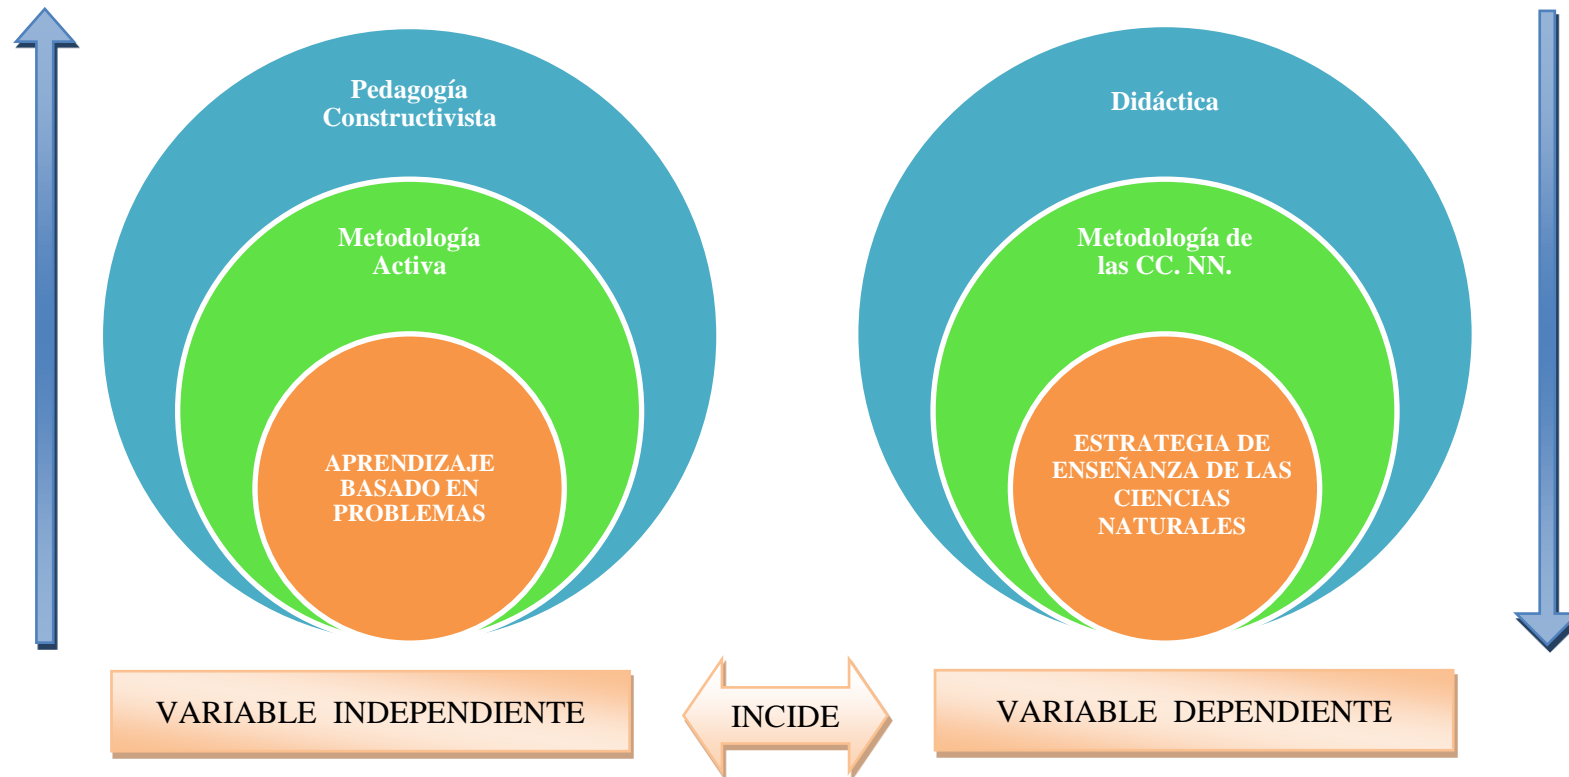 Pedagogía
Constructivista
Didáctica
Metodología
Activa
Metodología de
las CC. NN.
APRENDIZAJE
BASADO EN
PROBLEMAS
ESTRATEGIA DE
ENSEÑANZA DE LAS
CIENCIAS
NATURALES
VARIABLE INDEPENDIENTE
INCIDE
VARIABLE DEPENDIENTE